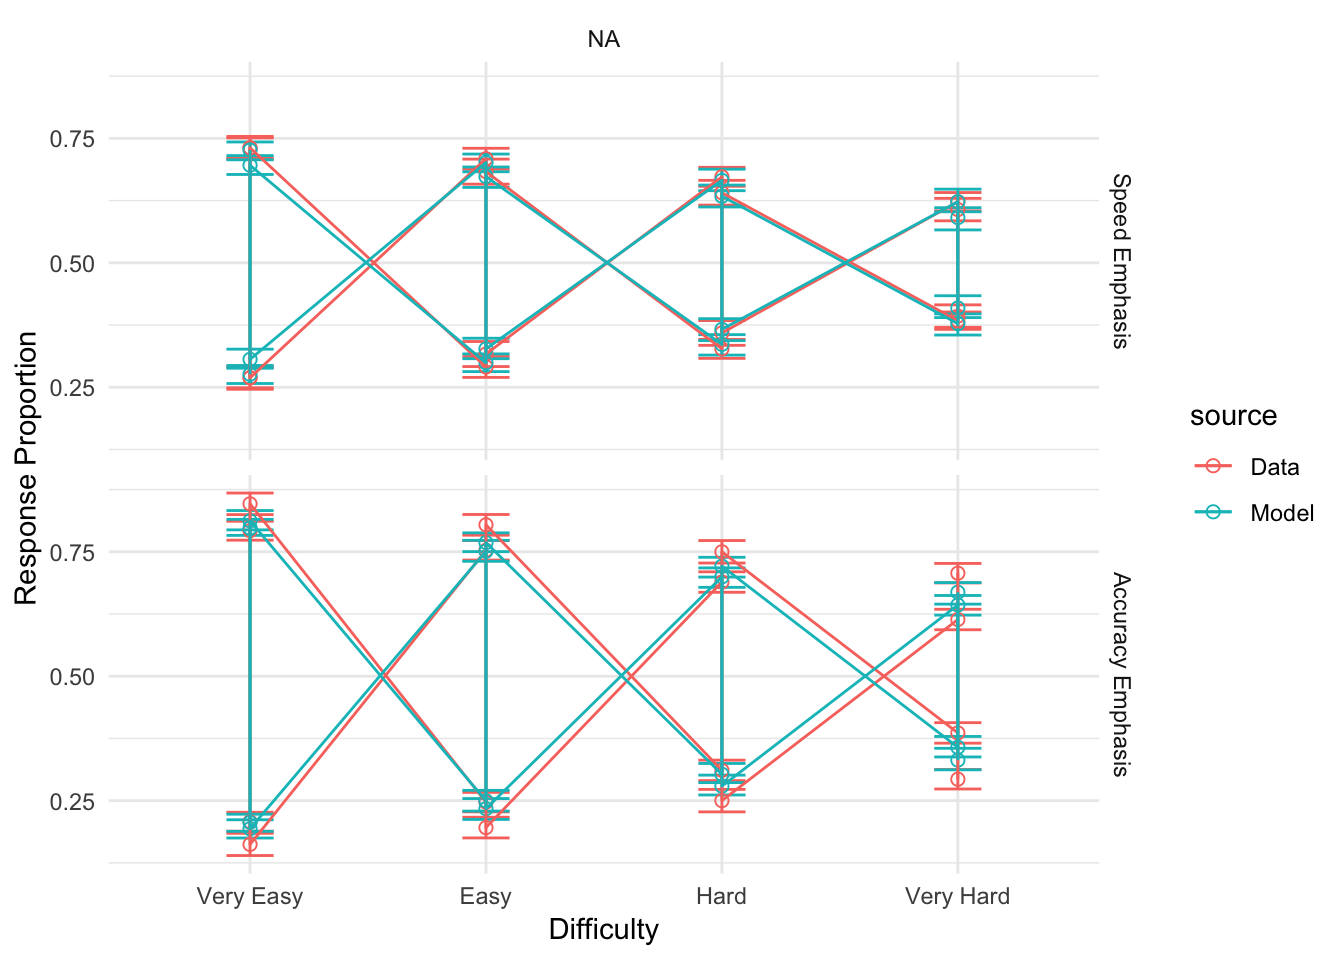 NA
Response Proportion
0.75
0.50
0.25
Speed Emphasis
0.75
0.50
0.25
Accuracy Emphasis
Very Easy
Easy
Hard
Very Hard
Difficulty
source
Data
Model